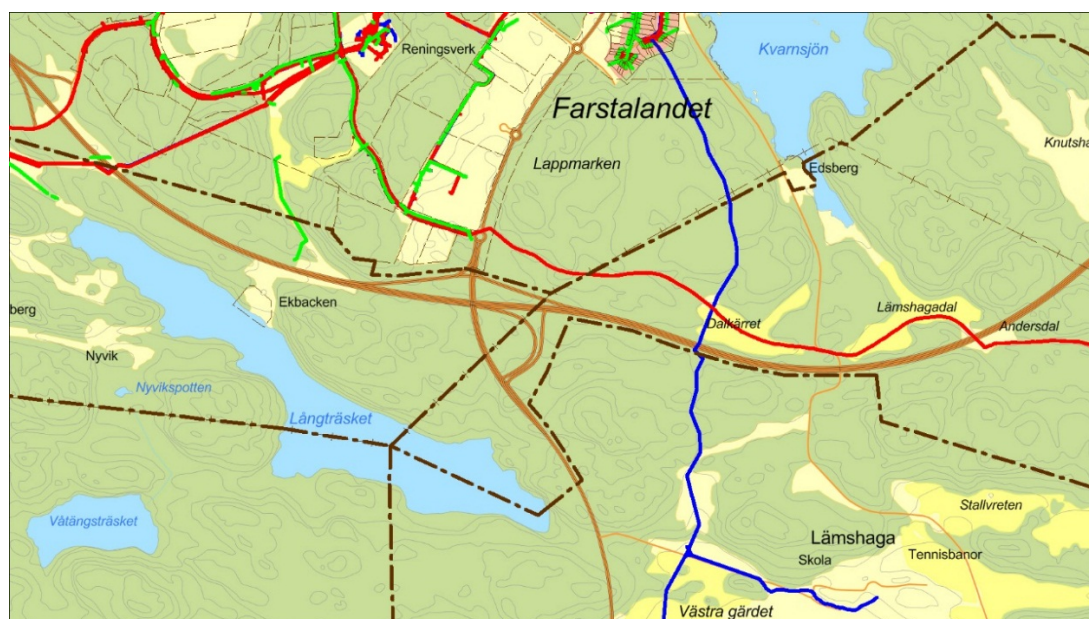 Reningsverk
Kvarnsjön
Farstalandet
Knutsha
Lappmarken
Edsberg
Ekbacken
Lämshagadal
berg
Dalkärret
Andersdal
Nyvik
Nyvikspotten
Långträsket
Stallvreten
Våtängsträsket
Lämshaga
Skola
Tennisbanor
Västra gärdet